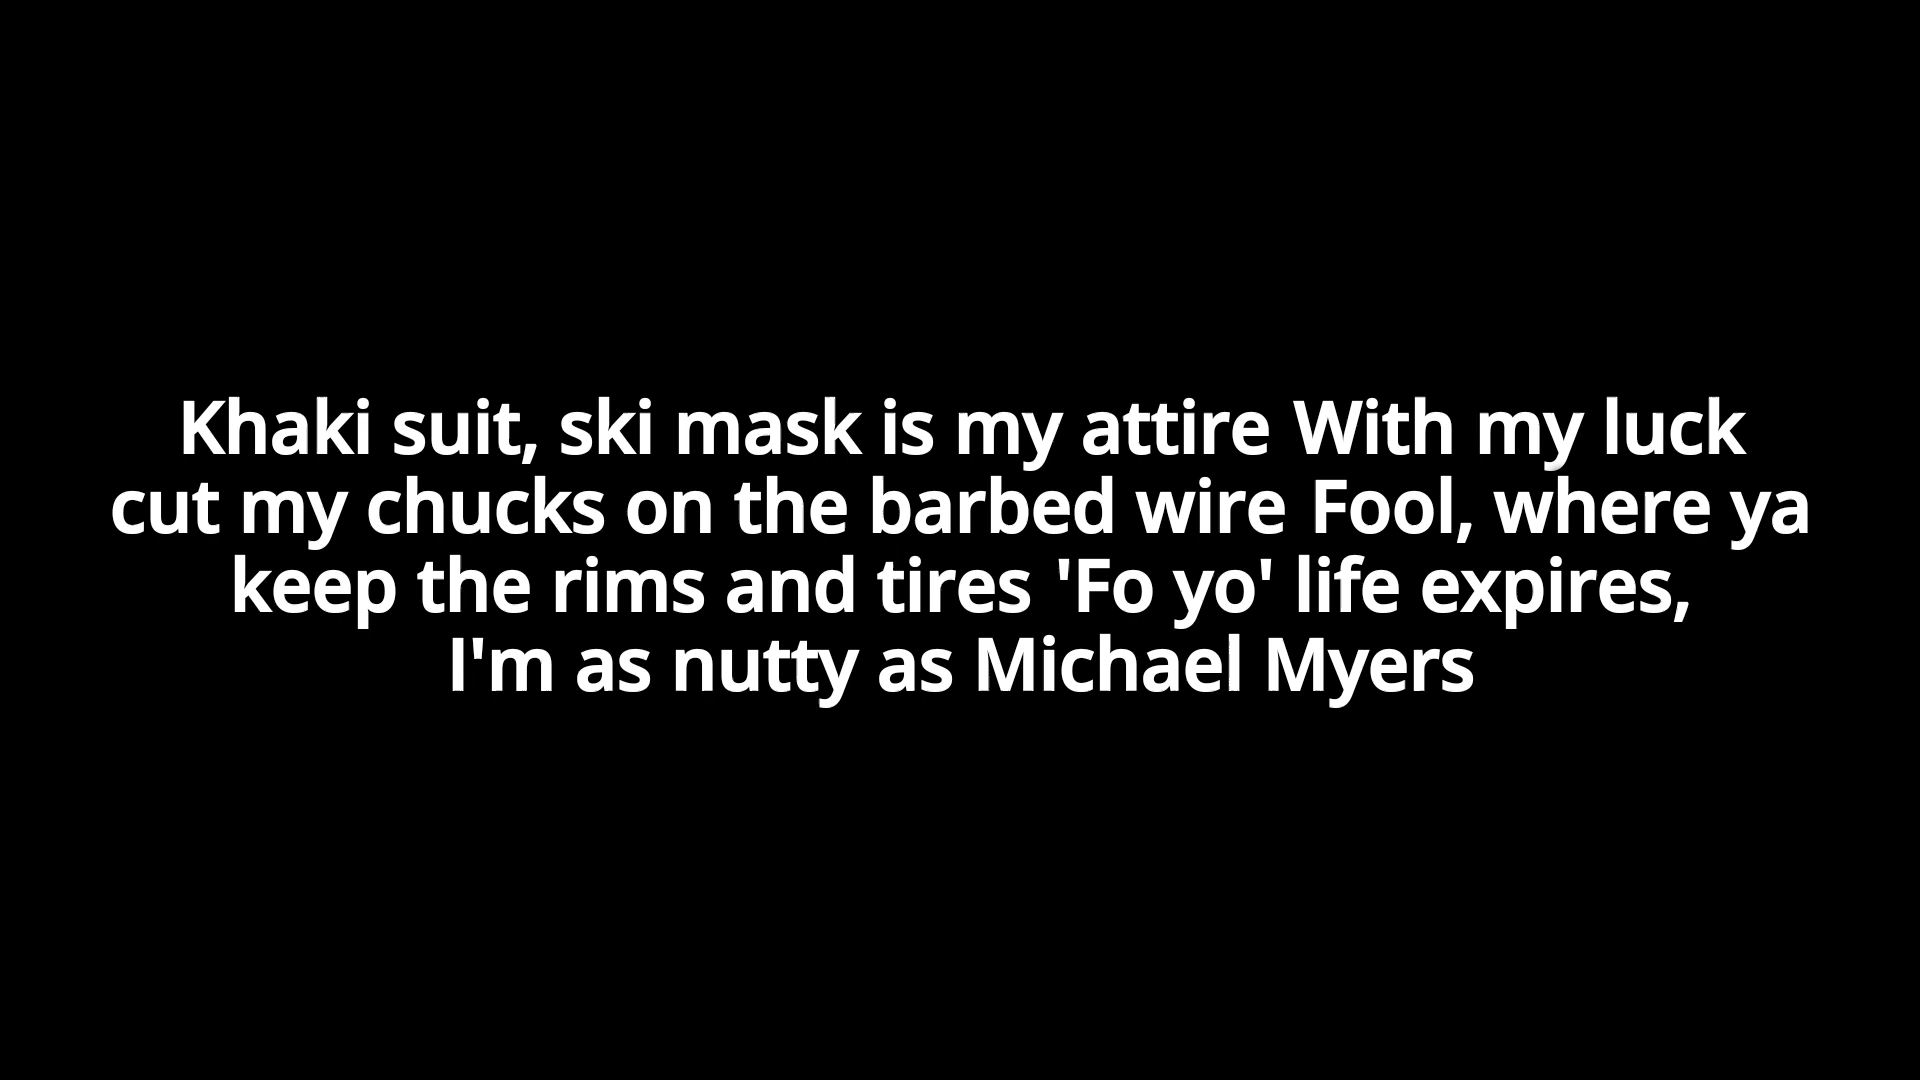 Khaki suit, ski mask is my attire With my luck
cut my chucks on the barbed wire Fool, where ya
keep the rims and tires 'Fo yo' life expires,
I'm as nutty as Michael Myers